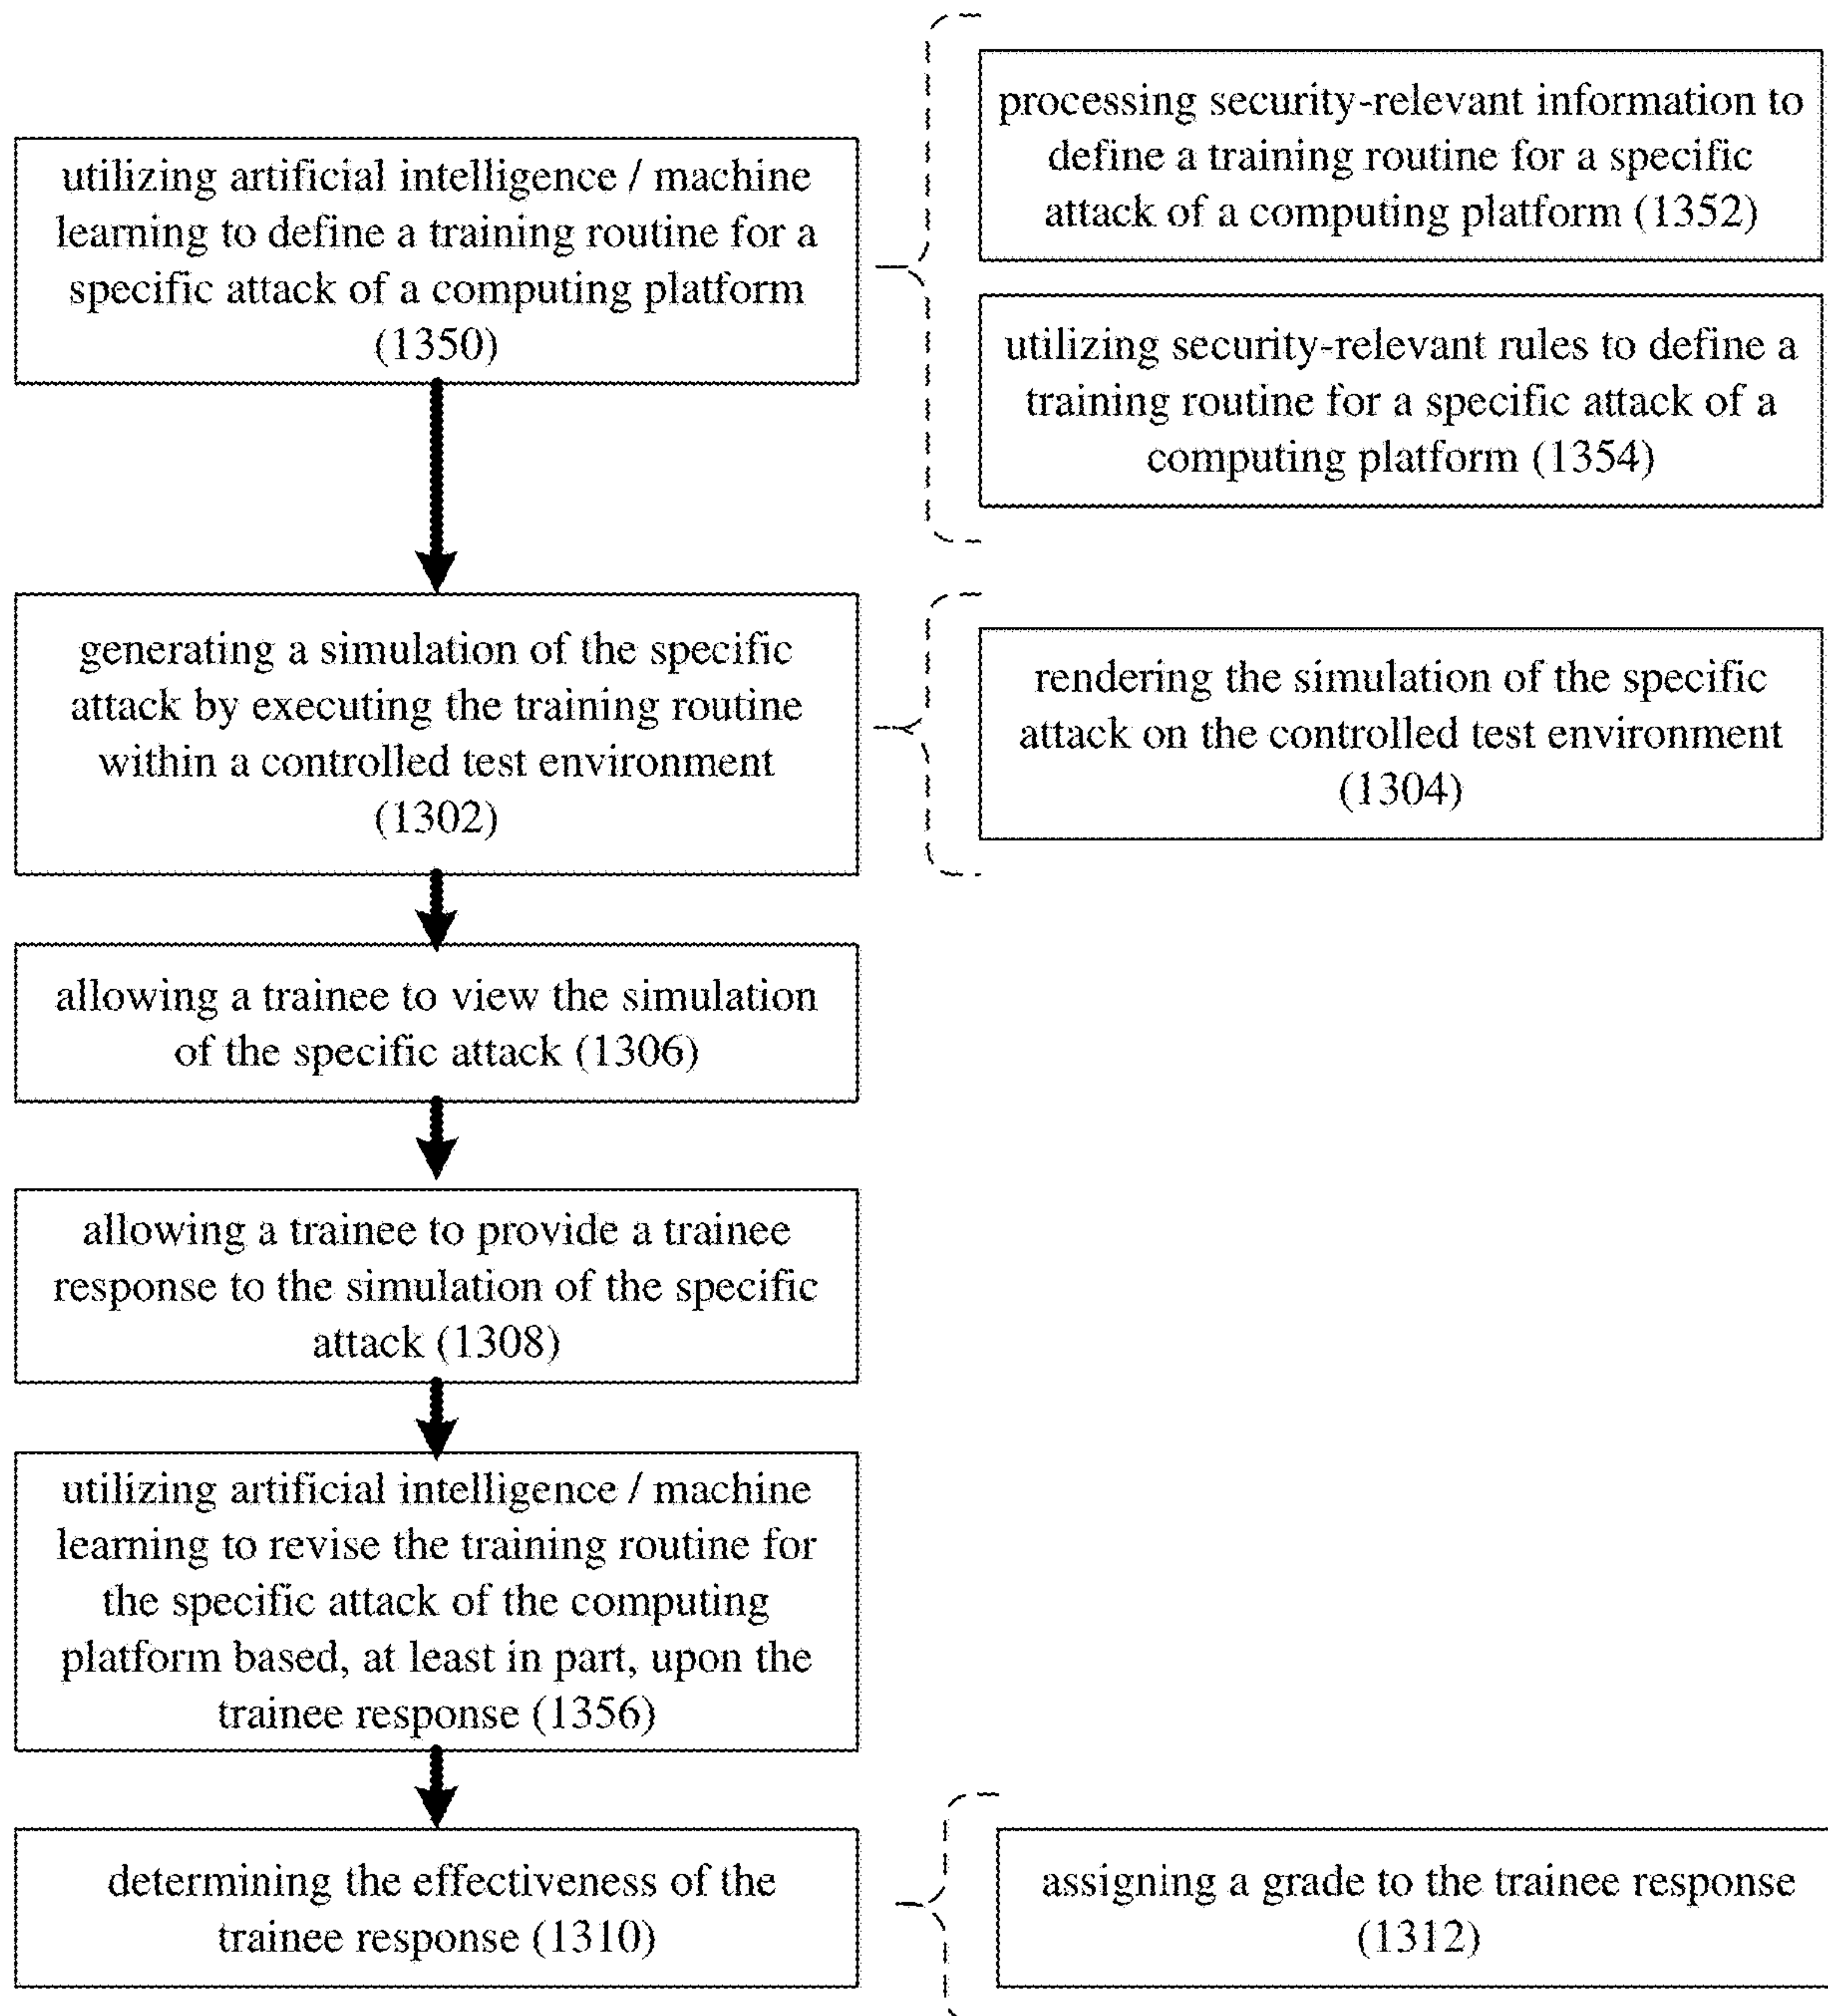 utilizing artificial intelligence / machine
learning to define a training routine for a
specific attack of a computing platform
(1350)
processing security-relevant information to
define a training routine for a specific
attack of a computing platform (1352)
utilizing security-relevant rules to define a
training routine for a specific attack of a
computing platform (1354)
generating a simulation of the specific
attack by executing the training routine
within a controlled test environment
(1302)
rendering the simulation of the specific
attack on the controlled test environment
(1304)
allowing a trainee to view the simulation
of the specific attack (1306)
allowing a trainee to provide a trainee
response to the simulation of the specific
attack (1308)
utilizing artificial intelligence / machine
learning to revise the training routine for
the specific attack of the computing
platform based, at least in part, upon the
trainee response (1356)
determining the effectiveness of the
trainee response (1310)
assigning a grade to the trainee response
(1312)